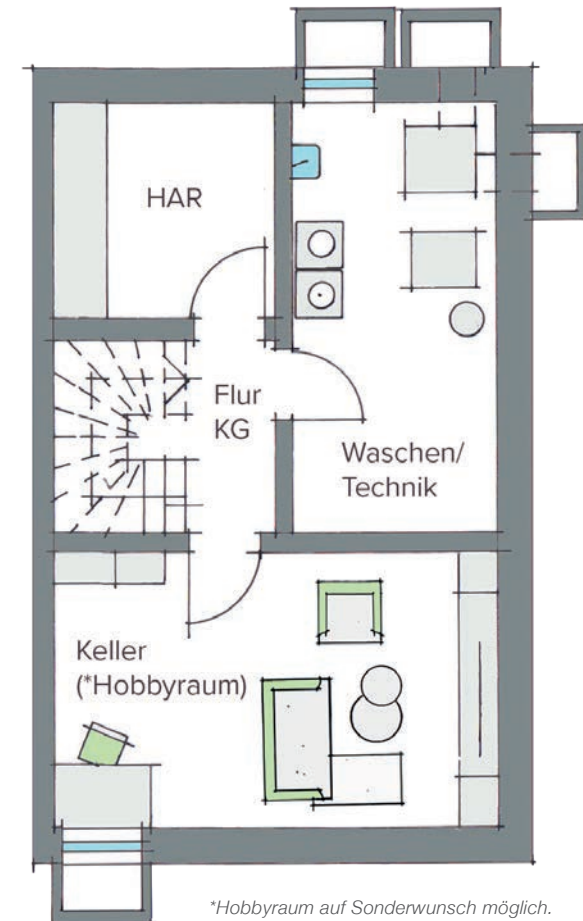 HAR
Flur
KG
Waschen/
Technik
Keller
(*Hobbyraum)
*Hobbyraum auf Sonderwunsch möglich.